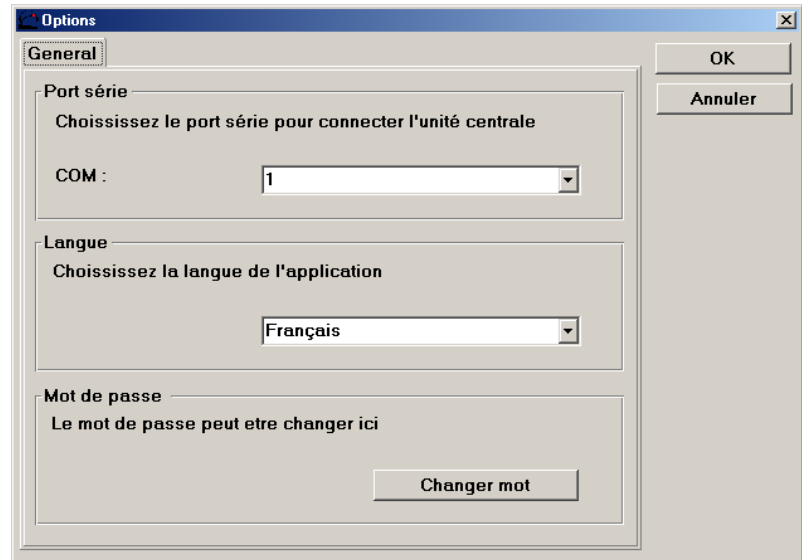 Options
General
OK
Annuler
Port série
Choississez le port série pour connecter l'unité centrale
COM :
1
Langue
Choississez la langue de l'application
Français
Mot de passe
Le mot de passe peut etre changer ici
Changer mot